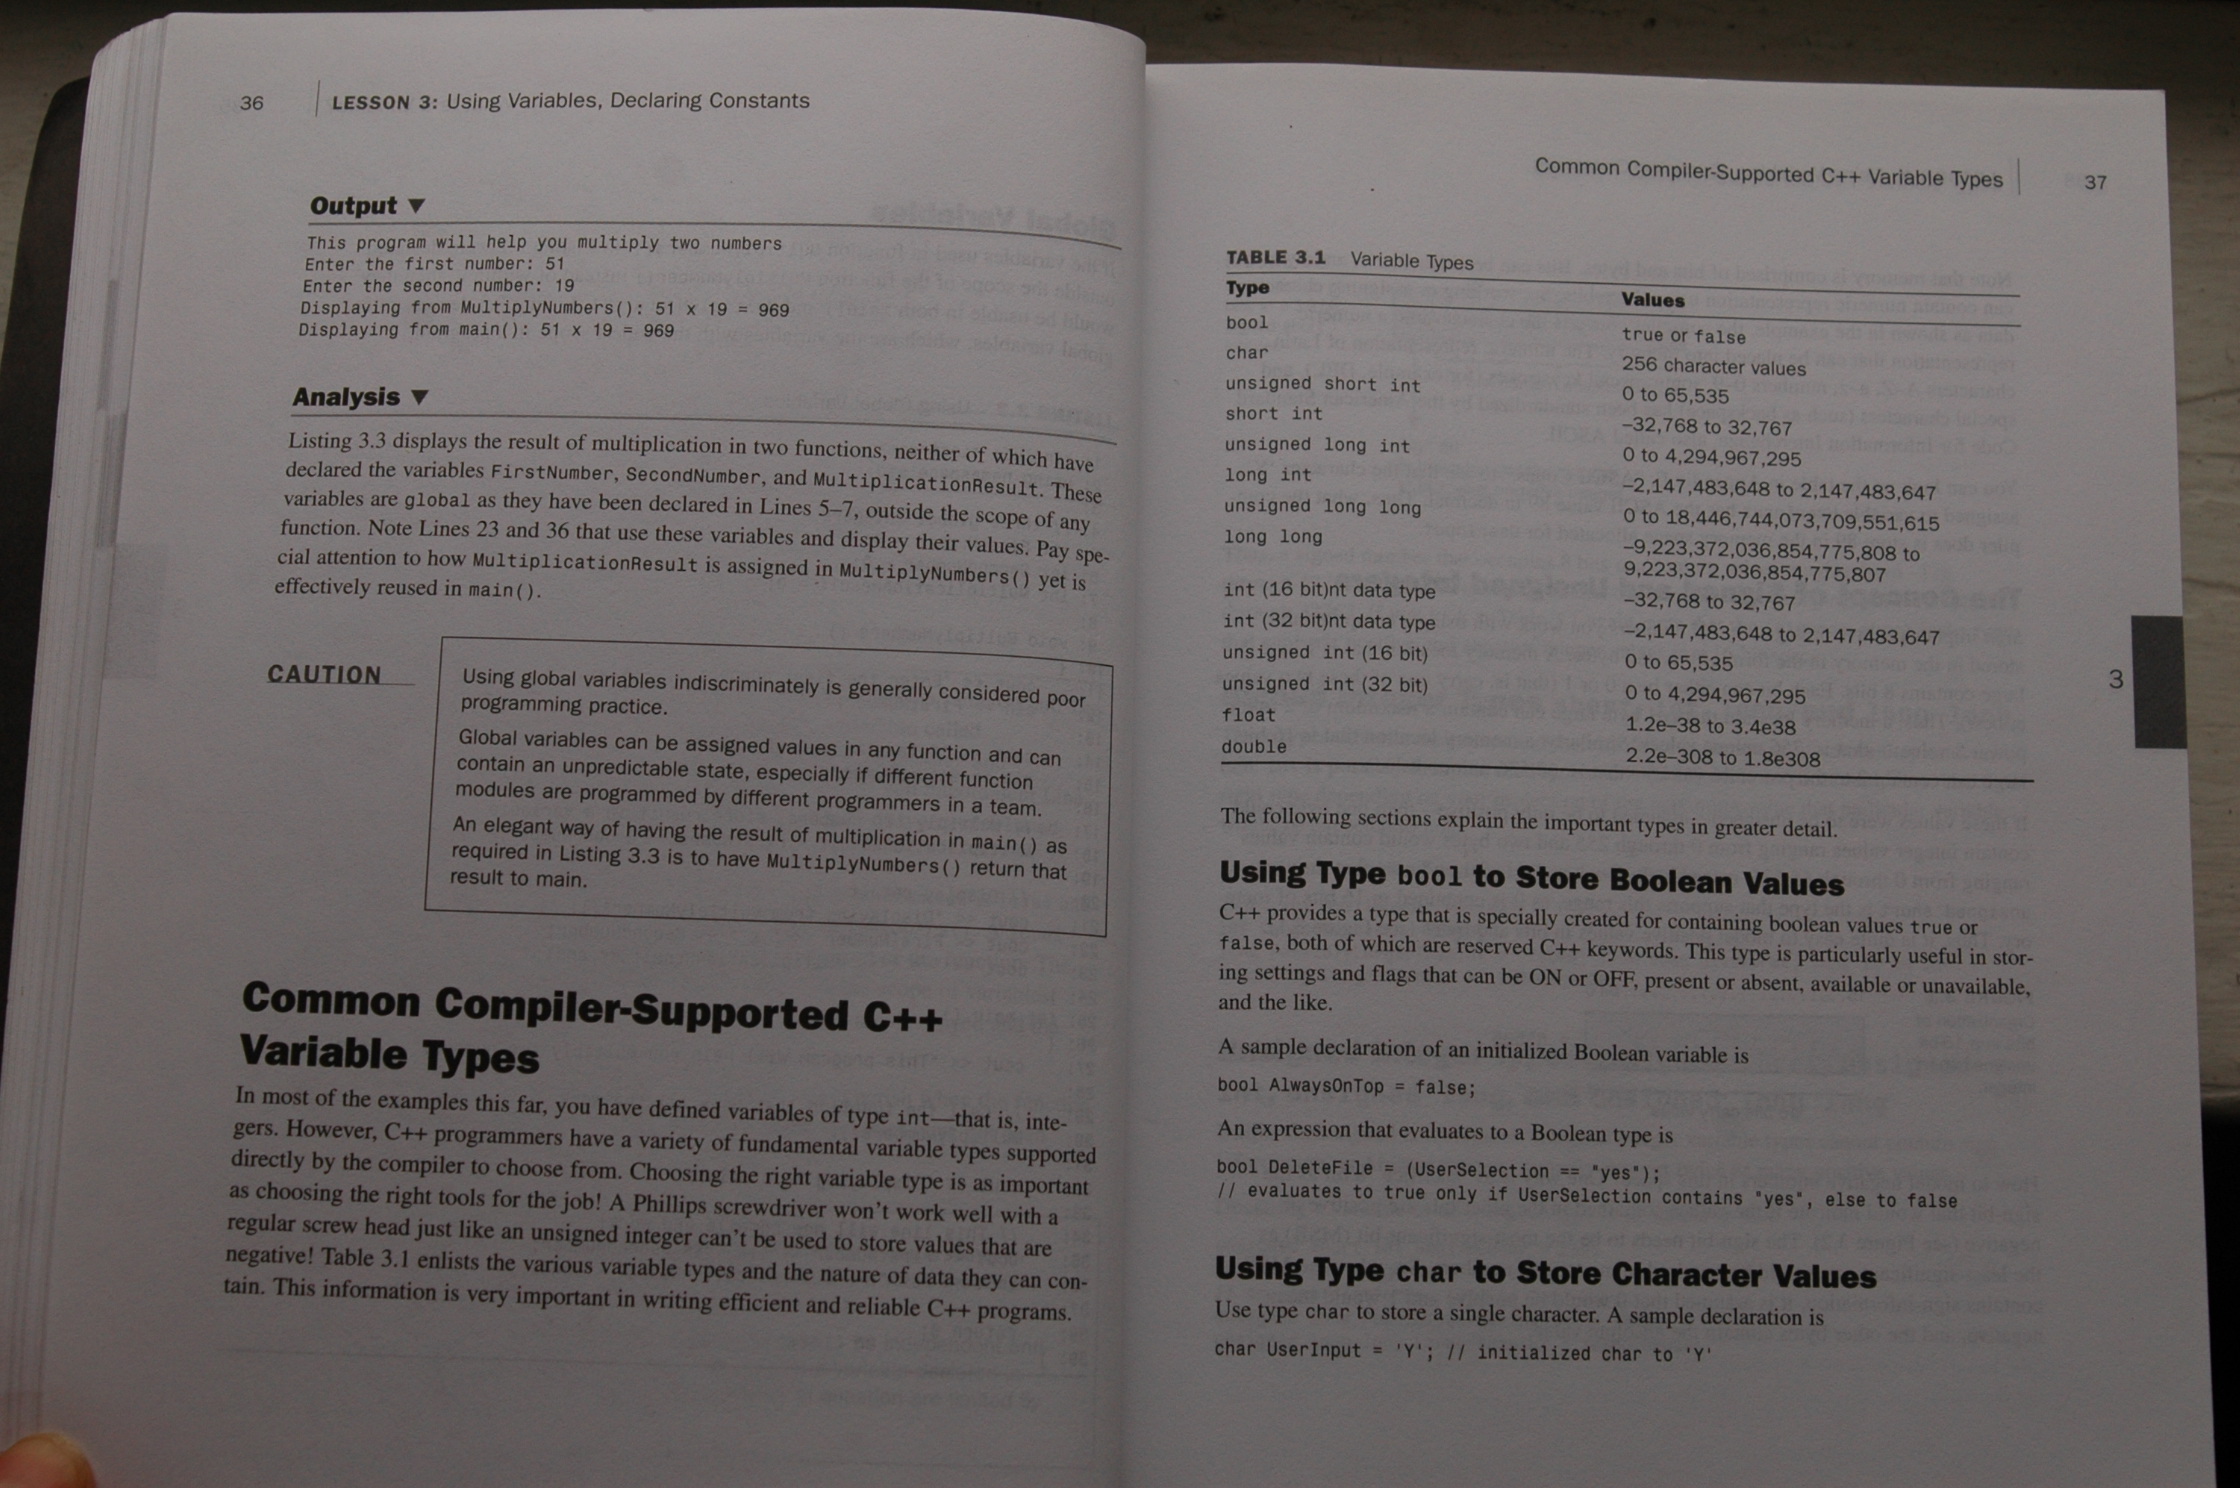 36
LESSON 3: Using Variables, Declaring Constants
Output ▼
This program will help you multiply two numbers
Enter the first number: 51
Enter the second number: 19
Displaying from MultiplyNumbers(): 51 x 19 = 969
Displaying from main(): 51 x 19 = 969
Analysis ▼
Listing 3.3 displays the result of multiplication in two functions, neither of which have
declared the variables FirstNumber, SecondNumber, and MultiplicationResult. These
variables are global as they have been declared in Lines 5–7, outside the scope of any
function. Note Lines 23 and 36 that use these variables and display their values. Pay spe-
cial attention to how MultiplicationResult is assigned in MultiplyNumbers() yet is
effectively reused in main().
CAUTION
Using global variables indiscriminately is generally considered poor
programming practice.
Global variables can be assigned values in any function and can
contain an unpredictable state, especially if different function
modules are programmed by different programmers in a team.
An elegant way of having the result of multiplication in main() as
required in Listing 3.3 is to have MultiplyNumbers() return that
result to main.
Common Compiler-Supported C++
Variable Types
In most of the examples this far, you have defined variables of type int—that is, inte-
gers. However, C++ programmers have a variety of fundamental variable types supported
directly by the compiler to choose from. Choosing the right variable type is as important
as choosing the right tools for the job! A Phillips screwdriver won't work well with a
regular screw head just like an unsigned integer can't be used to store values that are
negative! Table 3.1 enlists the various variable types and the nature of data they can con-
tain. This information is very important in writing efficient and reliable C++ programs.
Common Compiler-Supported C++ Variable Types
37
TABLE 3.1 Variable Types
Type Values
bool true or false
char 256 character values
unsigned short int 0 to 65,535
short int –32,768 to 32,767
unsigned long int 0 to 4,294,967,295
long int –2,147,483,648 to 2,147,483,647
unsigned long long 0 to 18,446,744,073,709,551,615
long long –9,223,372,036,854,775,808 to
9,223,372,036,854,775,807
int (16 bit)nt data type –32,768 to 32,767
int (32 bit)nt data type –2,147,483,648 to 2,147,483,647
unsigned int (16 bit) 0 to 65,535
unsigned int (32 bit) 0 to 4,294,967,295
float 1.2e–38 to 3.4e38
double 2.2e–308 to 1.8e308
3
The following sections explain the important types in greater detail.
Using Type bool to Store Boolean Values
C++ provides a type that is specially created for containing boolean values true or
false, both of which are reserved C++ keywords. This type is particularly useful in stor-
ing settings and flags that can be ON or OFF, present or absent, available or unavailable,
and the like.
A sample declaration of an initialized Boolean variable is
bool AlwaysOnTop = false;
An expression that evaluates to a Boolean type is
bool DeleteFile = (UserSelection == "yes");
// evaluates to true only if UserSelection contains "yes", else to false
Using Type char to Store Character Values
Use type char to store a single character. A sample declaration is
char UserInput = 'Y'; // initialized char to 'Y'